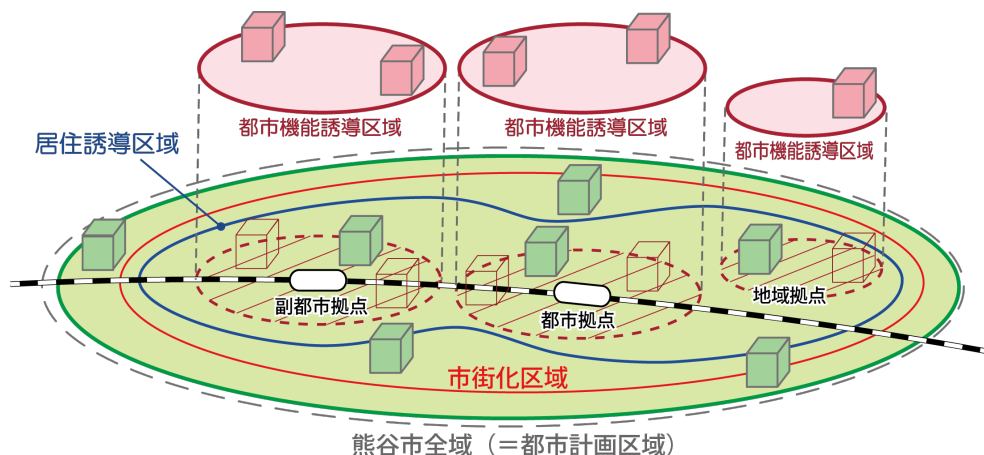 都市機能誘導区域
都市機能誘導区域
都市機能誘導区域
居住誘導区域
副都市拠点
都市拠点
地域拠点
市街化区域
熊谷市全域（＝都市計画区域）